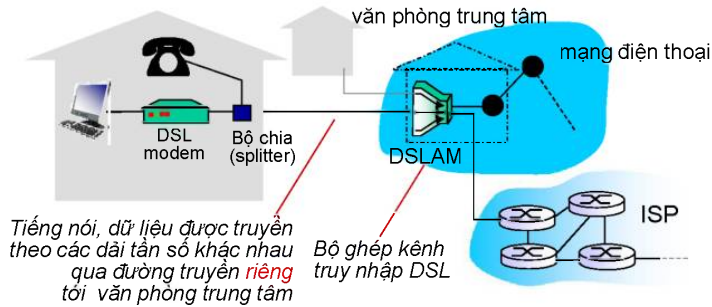 văn phòng trung tâm
mạng điện thoại
DSL
modem
Bộ chia
(splitter)
DSLAM
ISP
Tiếng nói, dữ liệu được truyền
theo các dải tần số khác nhau
qua đường truyền riêng
tới văn phòng trung tâm
Bộ ghép kênh
truy nhập DSL